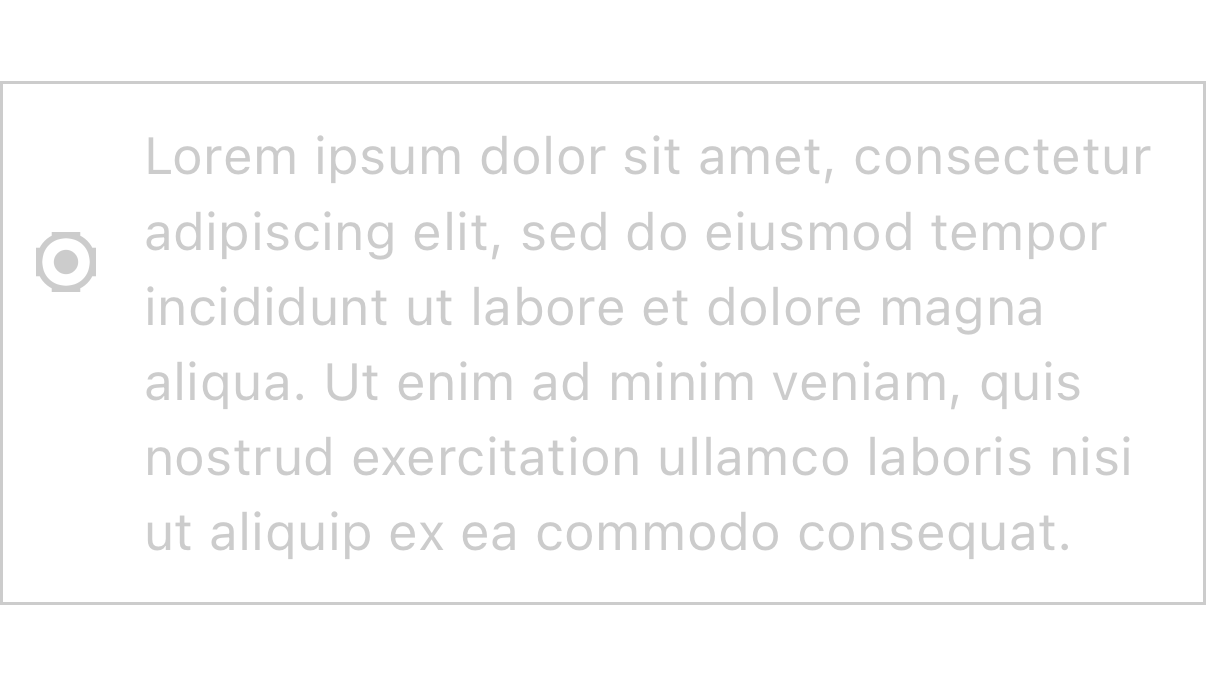 Lorem ipsum dolor sit amet, consectetur
adipiscing elit, sed do eiusmod tempor
incididunt ut labore et dolore magna
aliqua. Ut enim ad minim veniam, quis
nostrud exercitation ullamco laboris nisi
ut aliquip ex ea commodo consequat.